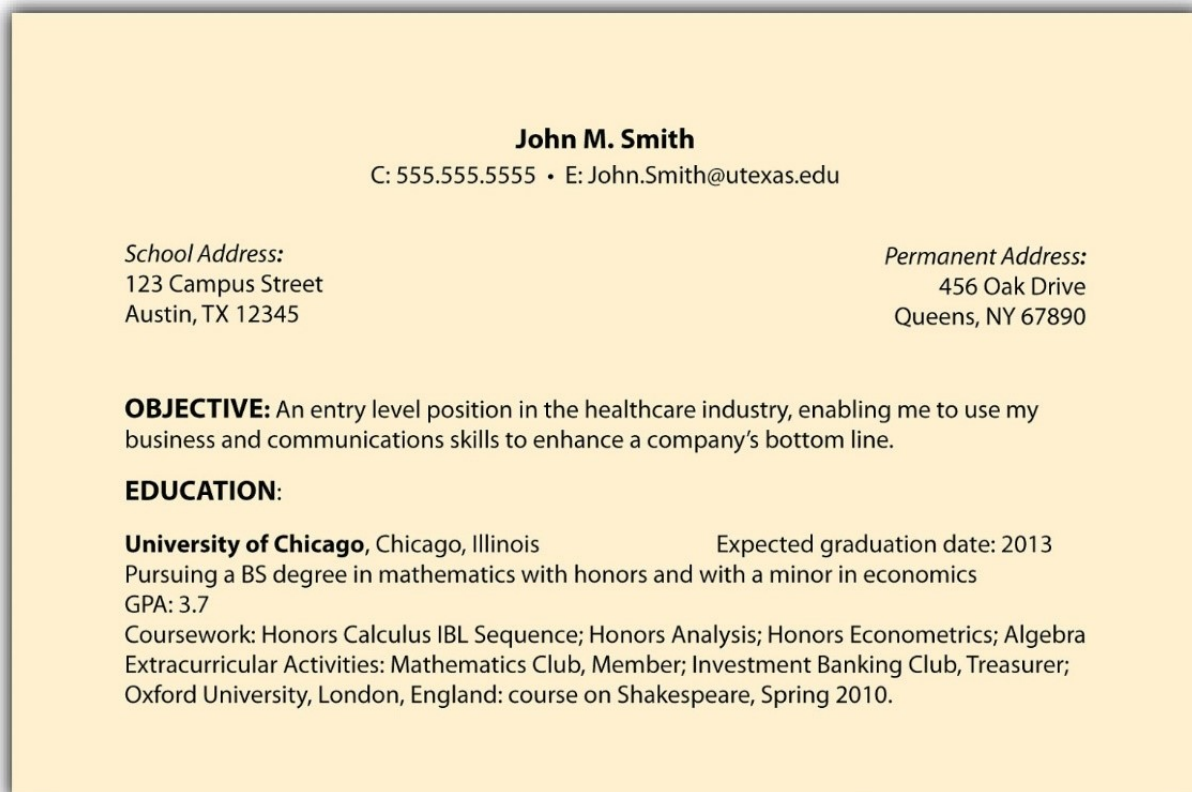 John M. Smith
C: 555.555.5555 • E: John.Smith@utexas.edu
School Address:
123 Campus Street
Austin, TX 12345
Permanent Address:
456 Oak Drive
Queens, NY 67890
OBJECTIVE: An entry level position in the healthcare industry, enabling me to use my
business and communications skills to enhance a company’s bottom line.
EDUCATION:
University of Chicago, Chicago, Illinois Expected graduation date: 2013
Pursuing a BS degree in mathematics with honors and with a minor in economics
GPA: 3.7
Coursework: Honors Calculus IBL Sequence; Honors Analysis; Honors Econometrics; Algebra
Extracurricular Activities: Mathematics Club, Member; Investment Banking Club, Treasurer;
Oxford University, London, England: course on Shakespeare, Spring 2010.